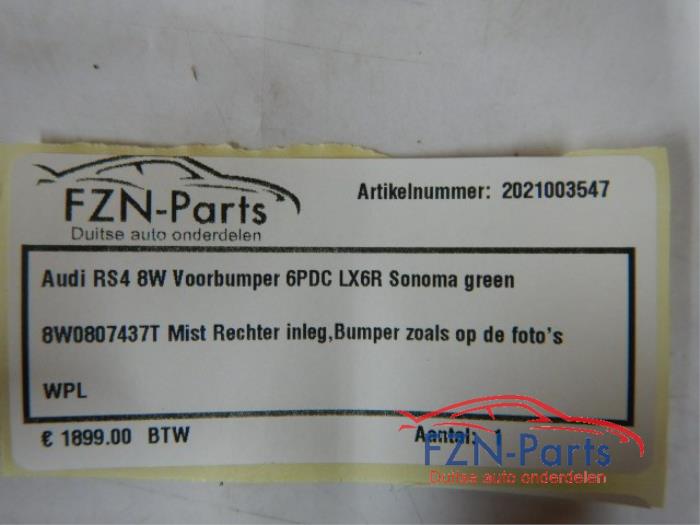 FZN-Parts
Duitse auto onderdelen
Artikelnummer: 2021003547
Audi RS4 8W Voorbumper 6PDC LX6R Sonoma green
8W0807437T Mist Rechter inleg,Bumper zoals op de foto's
WPL
€ 1899.00 BTW
Aantal: 1
FZN-Parts
Duitse auto onderdelen